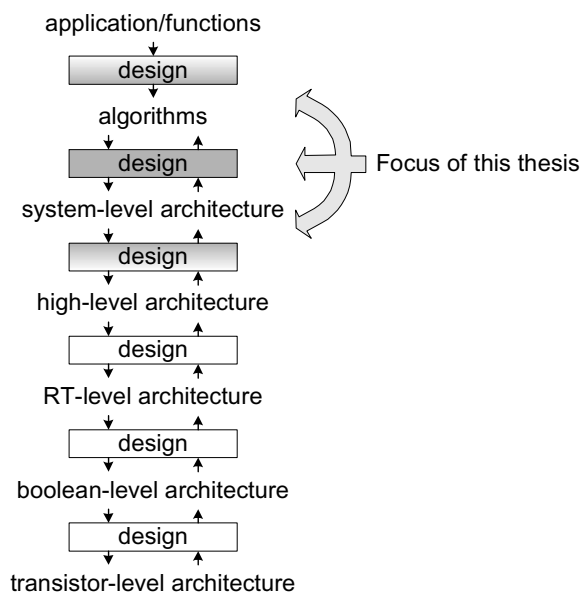 application/functions
design
algorithms
design
Focus of this thesis
system-level architecture
design
high-level architecture
design
RT-level architecture
design
boolean-level architecture
design
transistor-level architecture